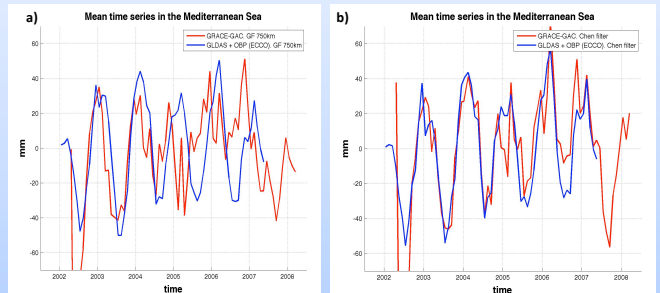 a)
Mean time series in the Mediterranean Sea
GRACE-GAC. GF 750km
GLDAS + OBP (ECCO). GF 750km
60
40
20
0
-20
-40
-60
mm
2002 2003 2004 2005 2006 2007 2008
time
b)
Mean time series in the Mediterranean Sea
GRACE-GAC. Chen filter
GLDAS + OBP (ECCO). Chen filter
60
40
20
0
-20
-40
-60
mm
2002 2003 2004 2005 2006 2007 2008
time